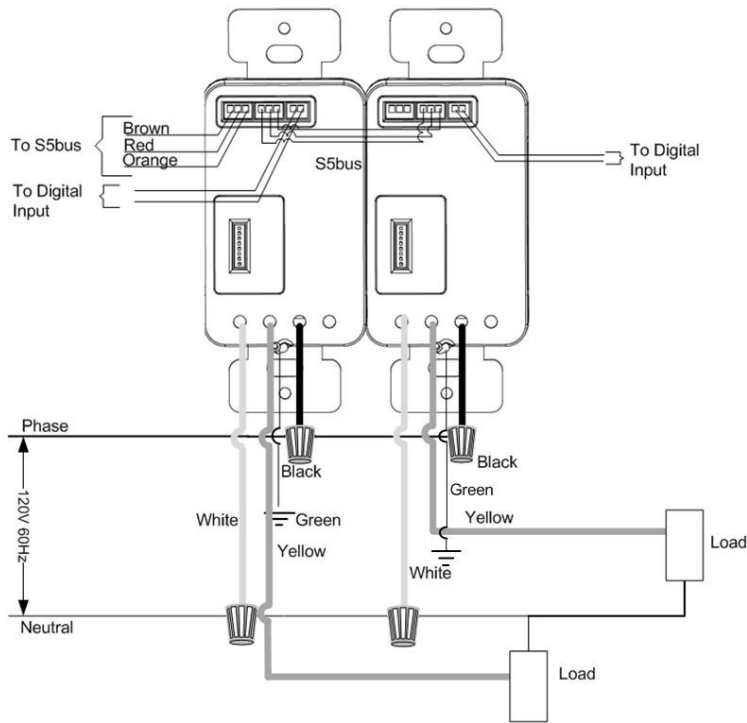 To S5bus
Brown
Red
Orange
S5bus
To Digital
Input
To Digital
Input
Phase
Black
Black
Green
120V 60Hz
White
Green
Yellow
Yellow
White
Load
Neutral
Load